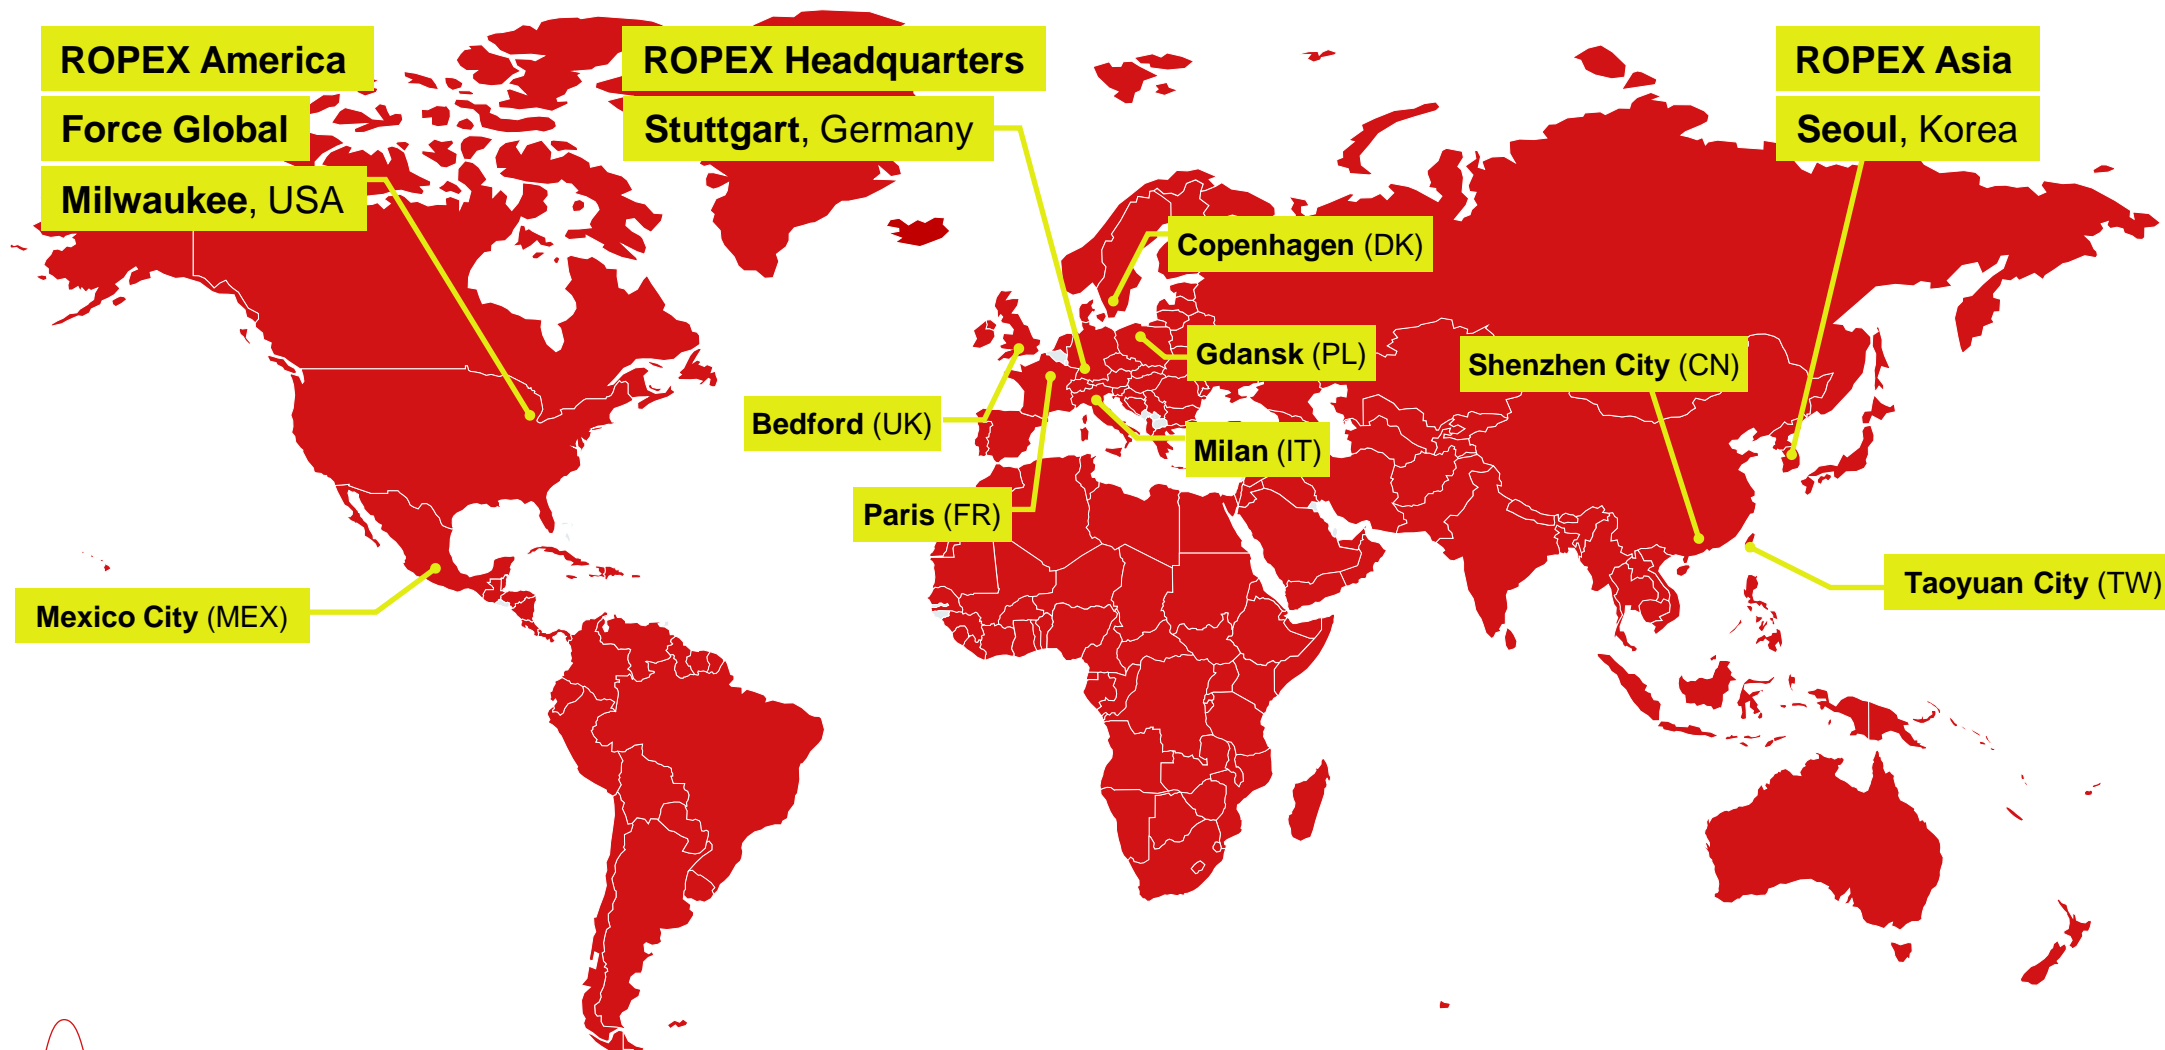 ROPEX America
Force Global
Milwaukee, USA
ROPEX Headquarters
Stuttgart, Germany
ROPEX Asia
Seoul, Korea
Copenhagen (DK)
Gdansk (PL)
Shenzhen City (CN)
Bedford (UK)
Milan (IT)
Paris (FR)
Taoyuan City (TW)
Mexico City (MEX)